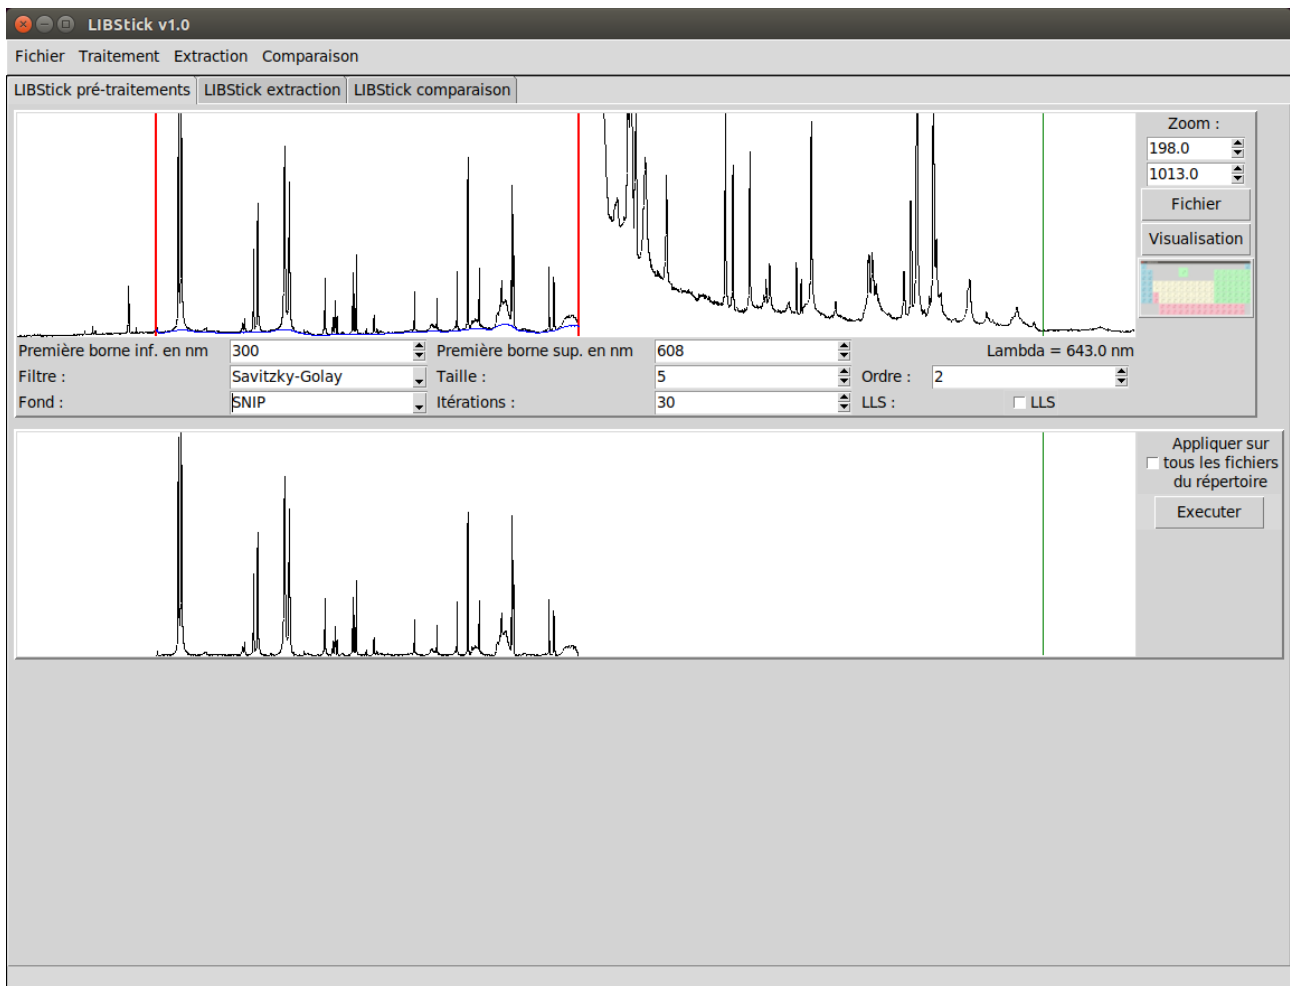 LIBStick v1.0
Fichier Traitement Extraction Comparaison
LIBStick pré-traitements LIBStick extraction LIBStick comparaison
Zoom :
198.0
1013.0
Fichier
Visualisation
Première borne inf. en nm 300 Première borne sup. en nm 608 Lambda = 643.0 nm
Filtre : Savitzky-Golay Taille : 5 Ordre : 2
Fond : SNIP Itérations : 30 LLS : LLS
Appliquer sur
tous les fichiers
du répertoire
Executer